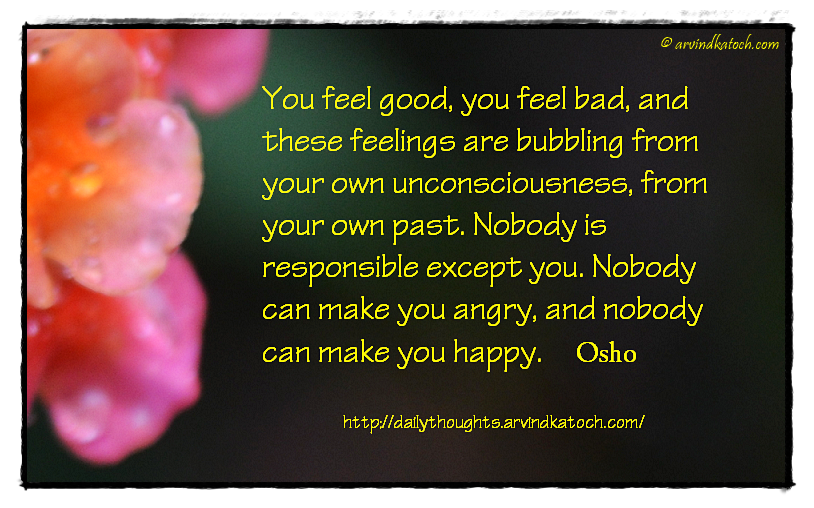 © arvindkatoch.com
You feel good, you feel bad, and
these feelings are bubbling from
your own unconsciousness, from
your own past. Nobody is
responsible except you. Nobody
can make you angry, and nobody
can make you happy. Osho
http://dailythoughts.arvindkatoch.com/